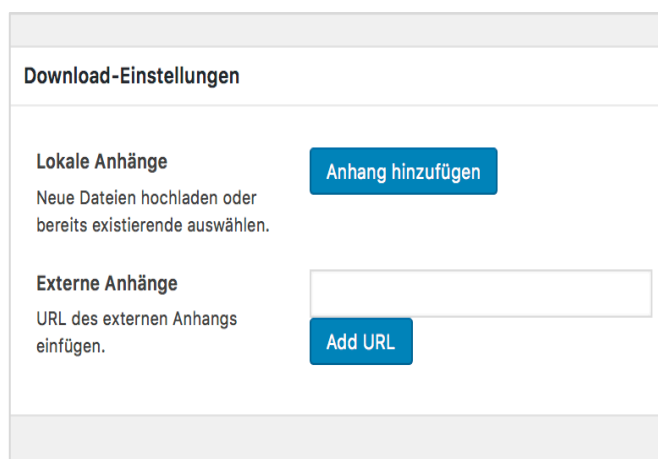 Download-Einstellungen
Lokale Anhänge
Neue Dateien hochladen oder
bereits existierende auswählen.
Anhang hinzufügen
Externe Anhänge
URL des externen Anhangs
einfügen.
Add URL